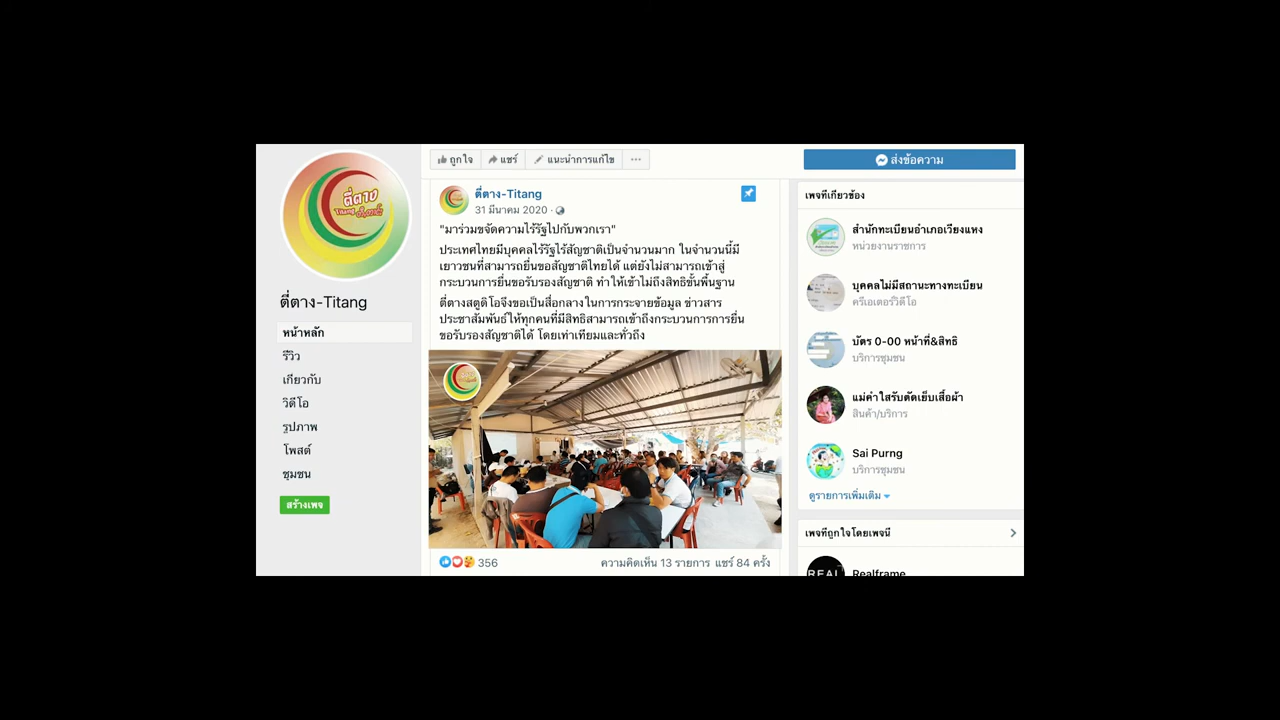 ตี่ตาง
Titang
ตี่ตาง-Titang
หน้าหลัก
รีวิว
เกี่ยวกับ
วิดีโอ
รูปภาพ
โพสต์
ชุมชน
สร้างเพจ
ถูกใจ
แชร์
แนะนำการแก้ไข
ส่งข้อความ
ตี่ตาง-Titang
31 มีนาคม 2020 ·
"มาร่วมขจัดความไร้รัฐไปกับพวกเรา"
ประเทศไทยมีบุคคลไร้รัฐไร้สัญชาติเป็นจำนวนมาก ในจำนวนนี้มี
เยาวชนที่สามารถยื่นขอสัญชาติไทยได้ แต่ยังไม่สามารถเข้าสู่
กระบวนการยื่นขอรับรองสัญชาติ ทำให้เข้าไม่ถึงสิทธิขั้นพื้นฐาน
ตี่ตางสตูดิโอจึงขอเป็นสื่อกลางในการกระจายข้อมูล ข่าวสาร
ประชาสัมพันธ์ให้ทุกคนที่มีสิทธิสามารถเข้าถึงกระบวนการการยื่น
ขอรับรองสัญชาติได้ โดยเท่าเทียมและทั่วถึง
356
ความคิดเห็น 13 รายการ แชร์ 84 ครั้ง
เพจที่เกี่ยวข้อง
สำนักทะเบียนอำเภอเวียงแหง
หน่วยงานราชการ
บุคคลไม่มีสถานะทางทะเบียน
ครีเอเตอร์วิดีโอ
บัตร 0-00 หน้าที่&สิทธิ
บริการชุมชน
แม่คำใสรับตัดเย็บเสื้อผ้า
สินค้า/บริการ
Sai Purng
บริการชุมชน
ดูรายการเพิ่มเติม
เพจที่ถูกใจโดยเพจนี้
REAL
Realframe